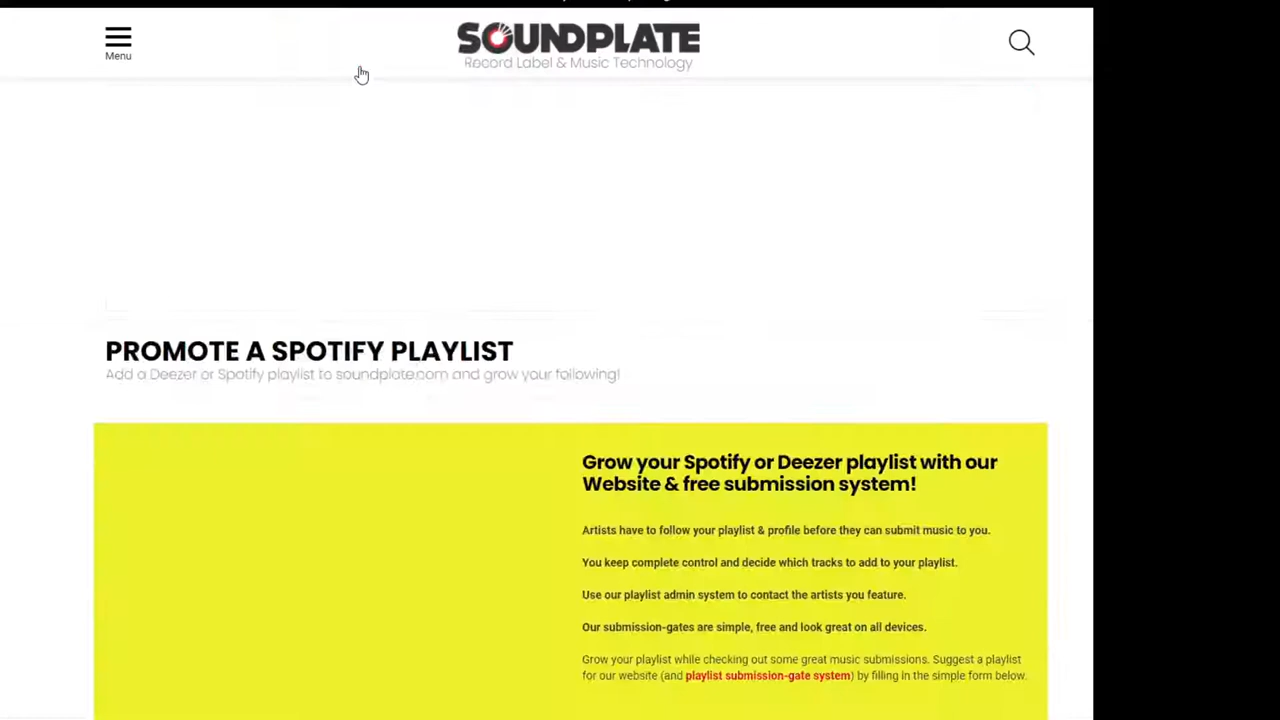 SOUNDPLATE
Record Label & Music Technology
Menu
PROMOTE A SPOTIFY PLAYLIST
Add a Deezer or Spotify playlist to soundplate.com and grow your following!
Grow your Spotify or Deezer playlist with our
Website & free submission system!
Artists have to follow your playlist & profile before they can submit music to you.
You keep complete control and decide which tracks to add to your playlist.
Use our playlist admin system to contact the artists you feature.
Our submission-gates are simple, free and look great on all devices.
Grow your playlist while checking out some great music submissions. Suggest a playlist
for our website (and playlist submission-gate system) by filling in the simple form below.